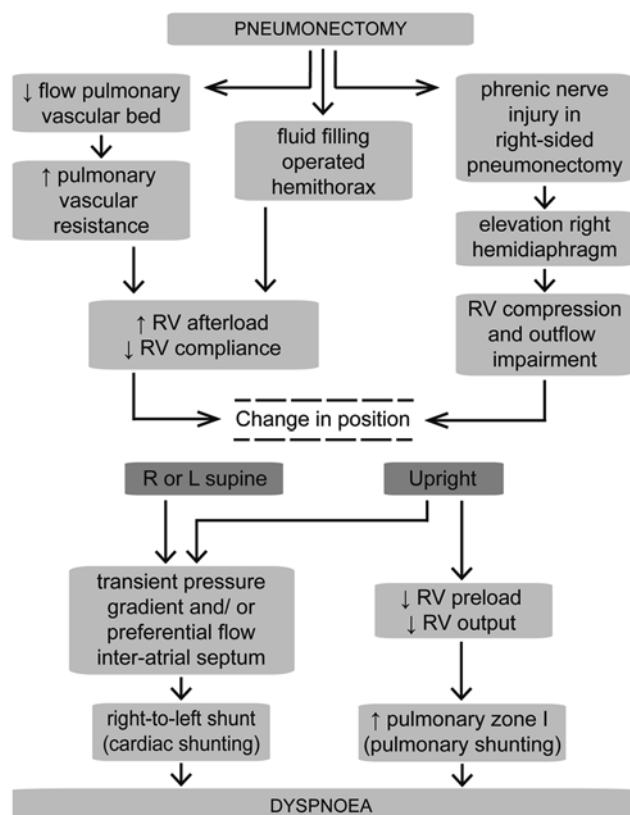 PNEUMONECTOMY
↓ flow pulmonary
vascular bed
↑ pulmonary
vascular
resistance
fluid filling
operated
hemithorax
phrenic nerve
injury in
right-sided
pneumonectomy
elevation right
hemidiaphragm
RV compression
and outflow
impairment
↑ RV afterload
↓ RV compliance
Change in position
R or L supine
Upright
transient pressure
gradient and/ or
preferential flow
inter-atrial septum
↓ RV preload
↓ RV output
right-to-left shunt
(cardiac shunting)
↑ pulmonary zone I
(pulmonary shunting)
DYSPNOEA